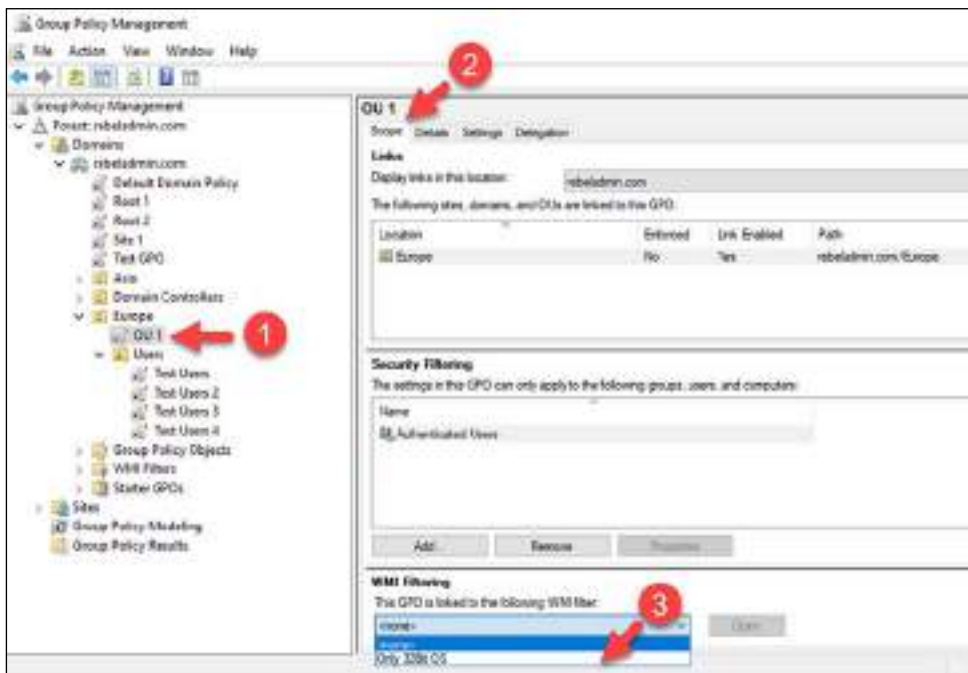 Group Policy Management
File Action View Window Help
2
Group Policy Management
Forest: rebeladmin.com
Domains
rebeladmin.com
Default Domain Policy
Root 1
Root 2
Site 1
Test GPO
Asia
Domain Controllers
Europe
OU 1
1
Users
Test Users
Test Users 2
Test Users 3
Test Users 4
Group Policy Objects
WMI Filters
Starter GPOs
Sites
Group Policy Modeling
Group Policy Results
OU 1
Scope Details Settings Delegation
Links
Display links in this location: rebeladmin.com
The following sites, domains, and OUs are linked to this GPO:
Location Enforced Link Enabled Path
Europe No Yes rebeladmin.com/Europe
Security Filtering
The settings in this GPO can only apply to the following groups, users, and computers:
Name
Authenticated Users
Add... Remove Properties
WMI Filtering
This GPO is linked to the following WMI filter:
3
<none> Open
<none>
Only 32Bit OS